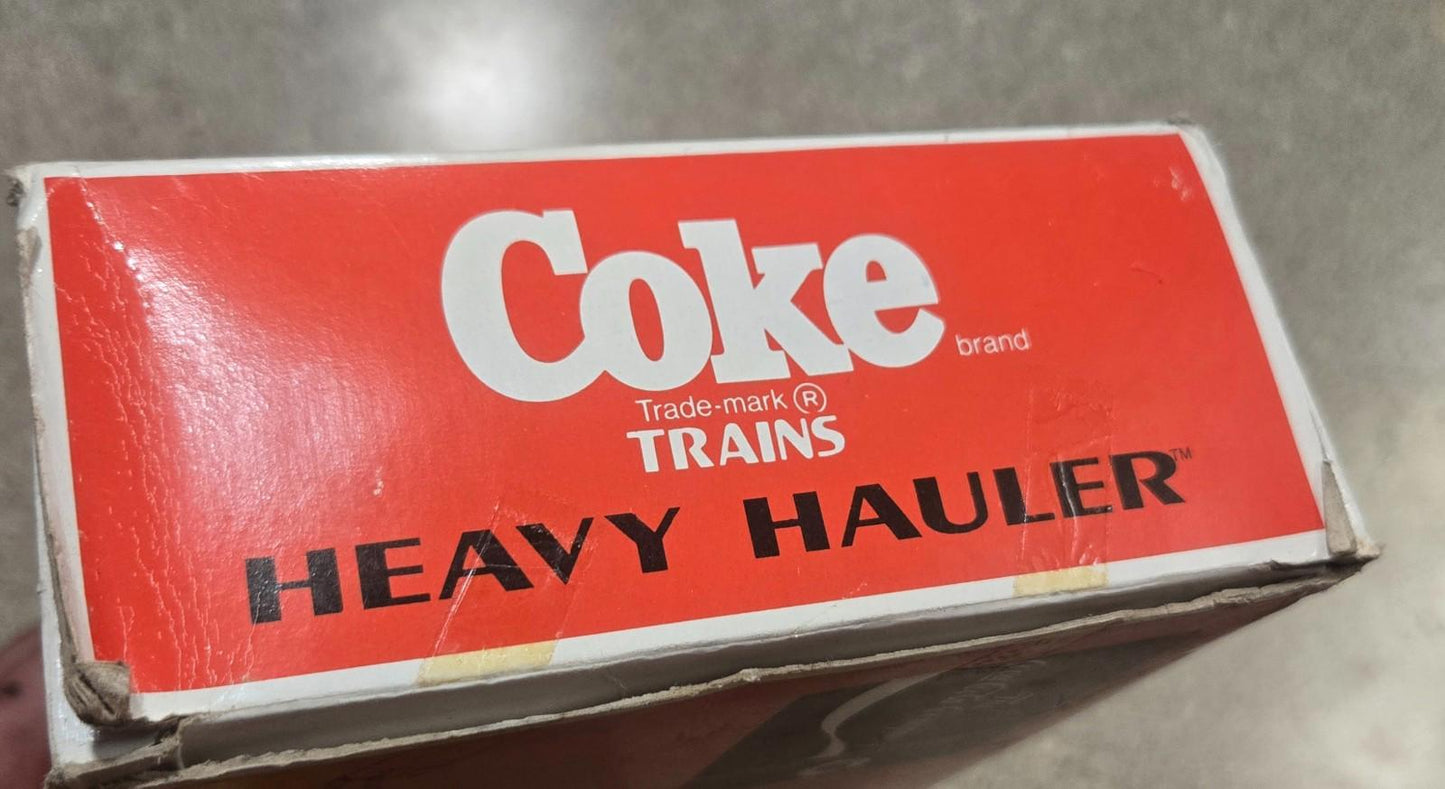 Coke brand
Trade-mark ®
TRAINS
HEAVY HAULER™